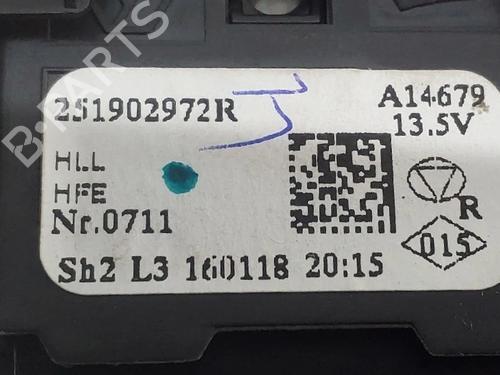 251902972R
A14679
13.5V
HLL
HFE
Nr.0711
R
015
Sh2 L3 160118 20:15
B-PARTS